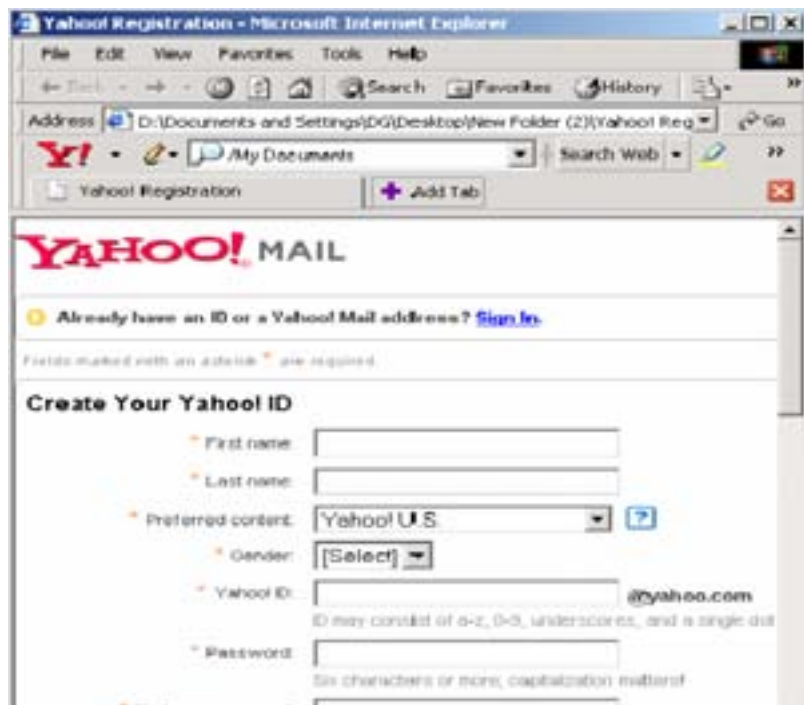 Yahoo! Registration - Microsoft Internet Explorer
File Edit View Favorites Tools Help
Search Favorites History
Address D:\Documents and Settings\DG\Desktop\New Folder (2)\Yahoo! Reg Go
Y! My Documents Search Web
Yahoo! Registration Add Tab
YAHOO! MAIL
Already have an ID or a Yahoo! Mail address? Sign In.
Fields marked with an asterisk * are required.
Create Your Yahoo! ID
* First name:
* Last name:
* Preferred content: Yahoo! U.S. ?
* Gender: [Select]
* Yahoo! ID: @yahoo.com
ID may consist of a-z, 0-9, underscores, and a single dot
* Password:
Six characters or more; capitalization matters!